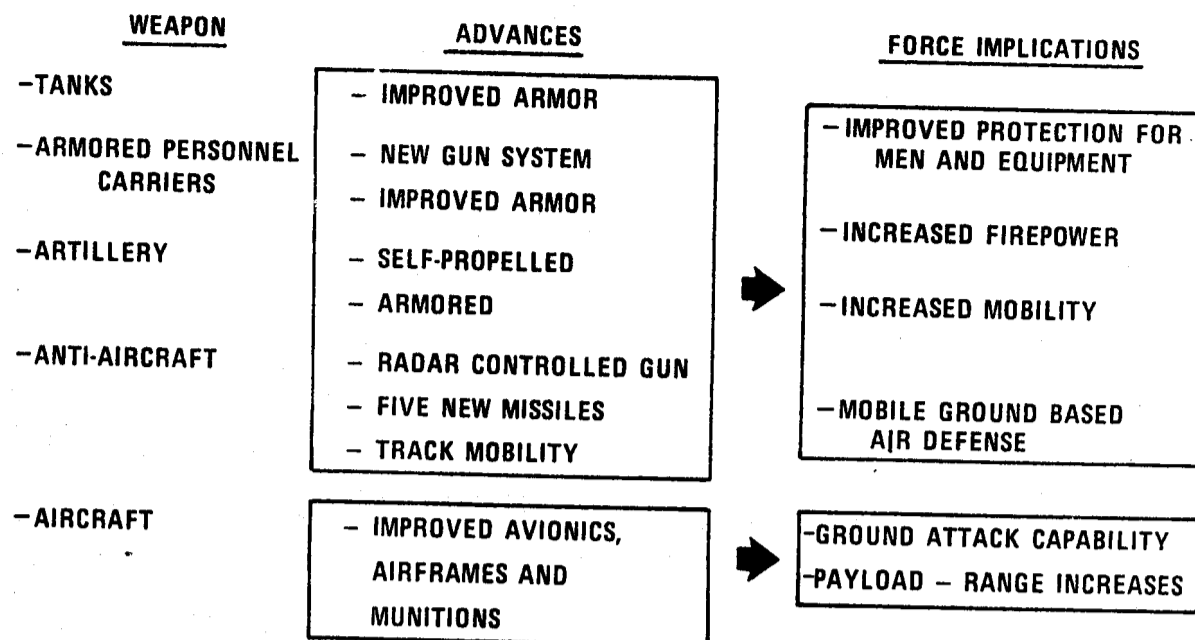 WEAPON
ADVANCES
FORCE IMPLICATIONS
–TANKS
– IMPROVED ARMOR
–ARMORED PERSONNEL
CARRIERS
– NEW GUN SYSTEM
– IMPROVED ARMOR
–ARTILLERY
– SELF-PROPELLED
– ARMORED
–ANTI-AIRCRAFT
– RADAR CONTROLLED GUN
– FIVE NEW MISSILES
– TRACK MOBILITY
–IMPROVED PROTECTION FOR
MEN AND EQUIPMENT
–INCREASED FIREPOWER
–INCREASED MOBILITY
–MOBILE GROUND BASED
AIR DEFENSE
–AIRCRAFT
– IMPROVED AVIONICS,
AIRFRAMES AND
MUNITIONS
–GROUND ATTACK CAPABILITY
–PAYLOAD – RANGE INCREASES